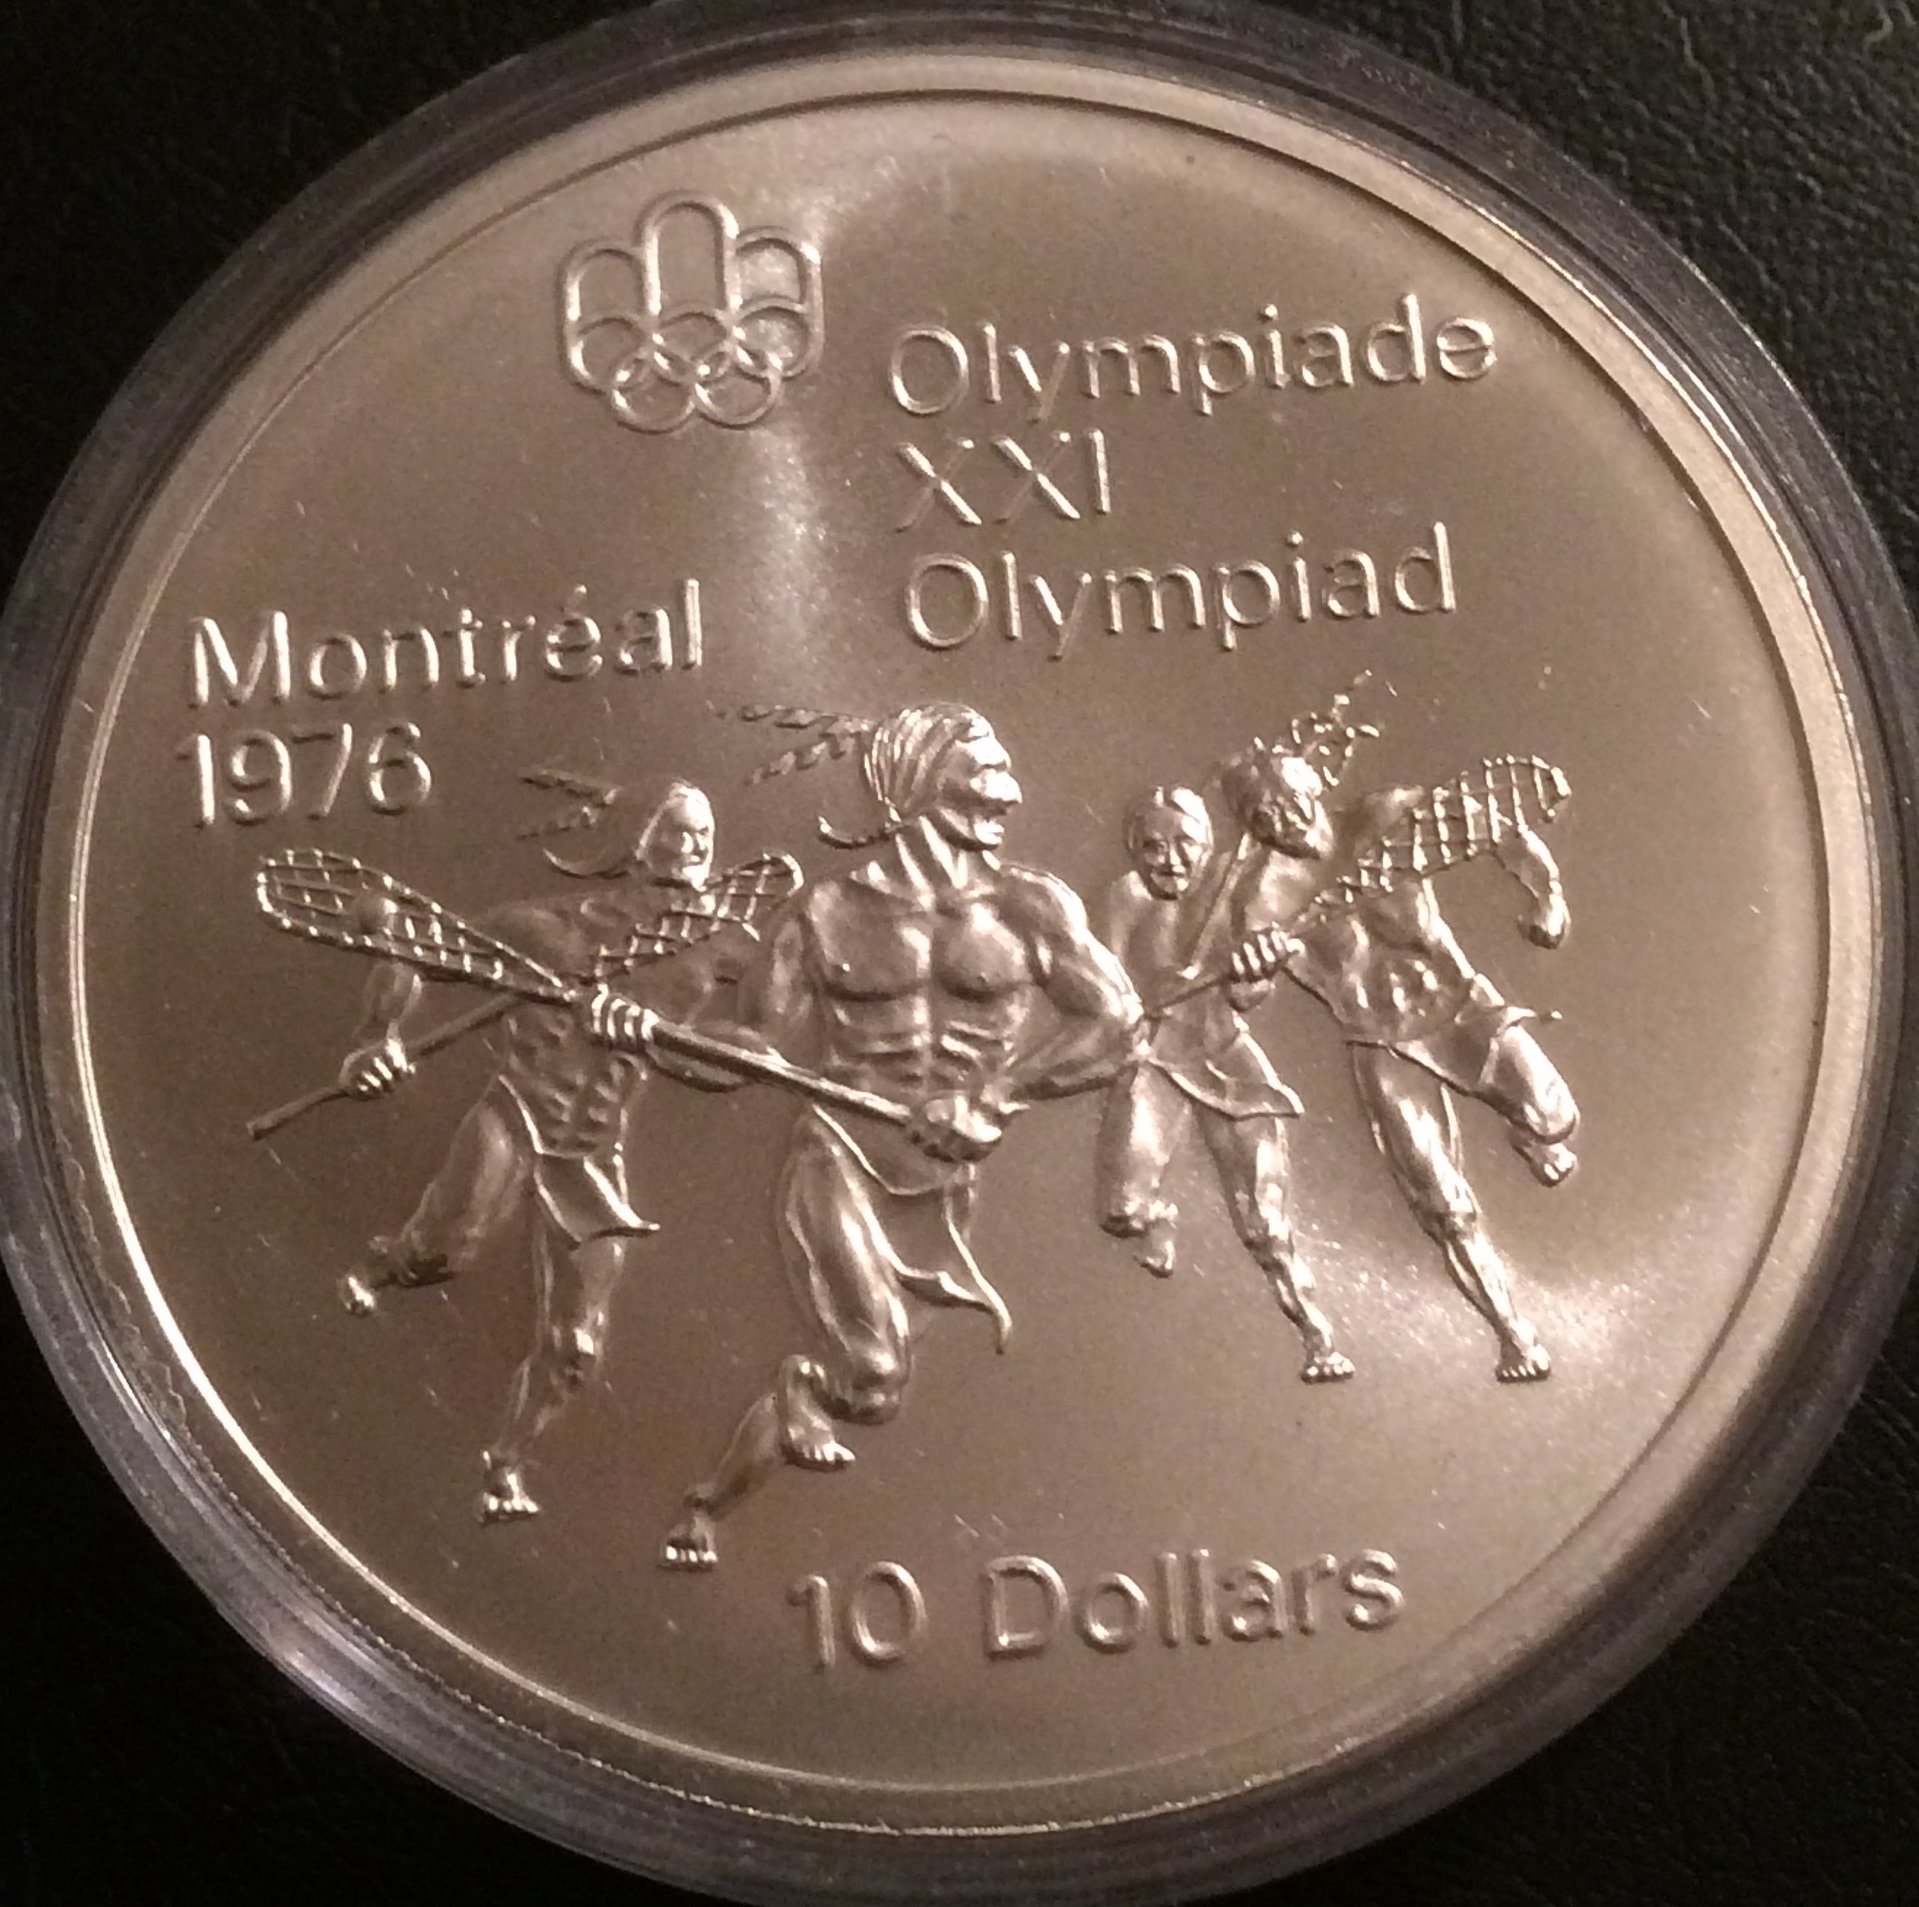 Olympiade
XXI
Olympiad
Montréal
1976
10 Dollars